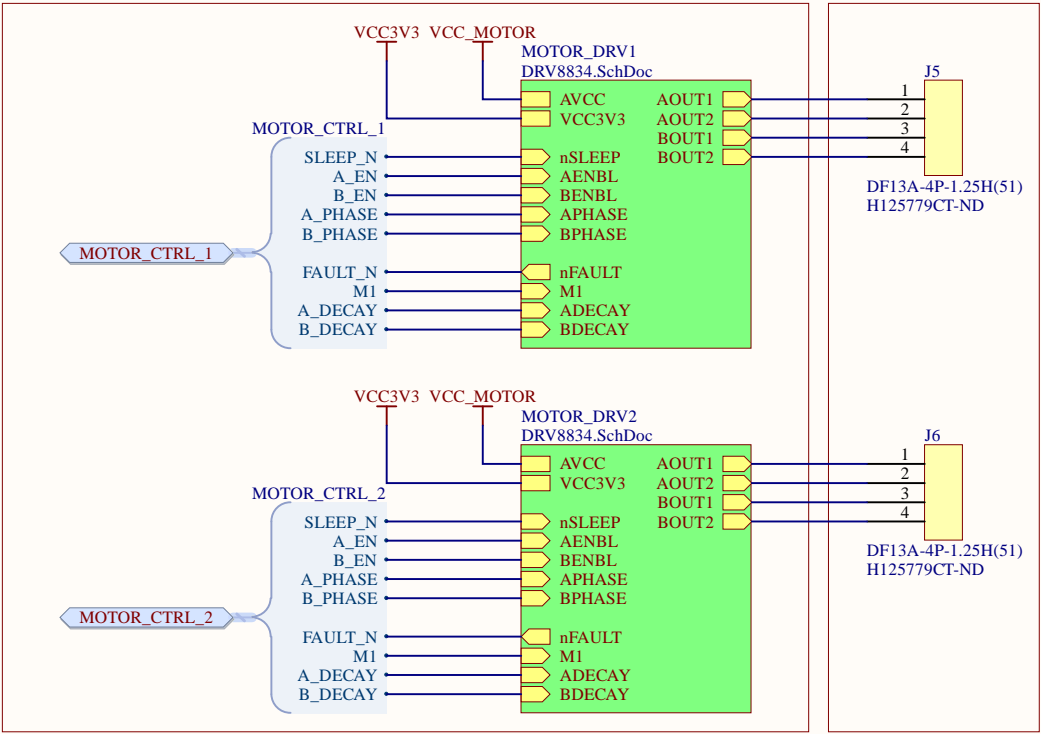 VCC3V3 VCC_MOTOR
MOTOR_DRV1
DRV8834.SchDoc
J5
AVCC AOUT1 1
VCC3V3 AOUT2 2
BOUT1 3
MOTOR_CTRL_1
SLEEP_N nSLEEP BOUT2 4
A_EN AENBL
B_EN BENBL
A_PHASE APHASE
B_PHASE BPHASE
DF13A-4P-1.25H(51)
H125779CT-ND
MOTOR_CTRL_1
FAULT_N nFAULT
M1 M1
A_DECAY ADECAY
B_DECAY BDECAY
VCC3V3 VCC_MOTOR
MOTOR_DRV2
DRV8834.SchDoc
J6
AVCC AOUT1 1
VCC3V3 AOUT2 2
BOUT1 3
MOTOR_CTRL_2
SLEEP_N nSLEEP BOUT2 4
A_EN AENBL
B_EN BENBL
A_PHASE APHASE
B_PHASE BPHASE
DF13A-4P-1.25H(51)
H125779CT-ND
MOTOR_CTRL_2
FAULT_N nFAULT
M1 M1
A_DECAY ADECAY
B_DECAY BDECAY